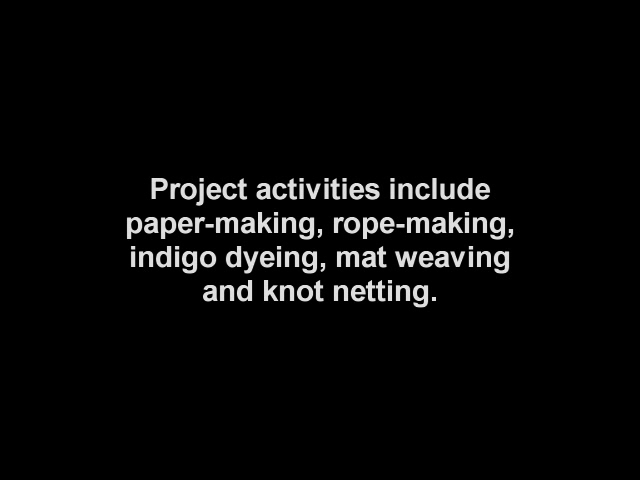 Project activities include
paper-making, rope-making,
indigo dyeing, mat weaving
and knot netting.